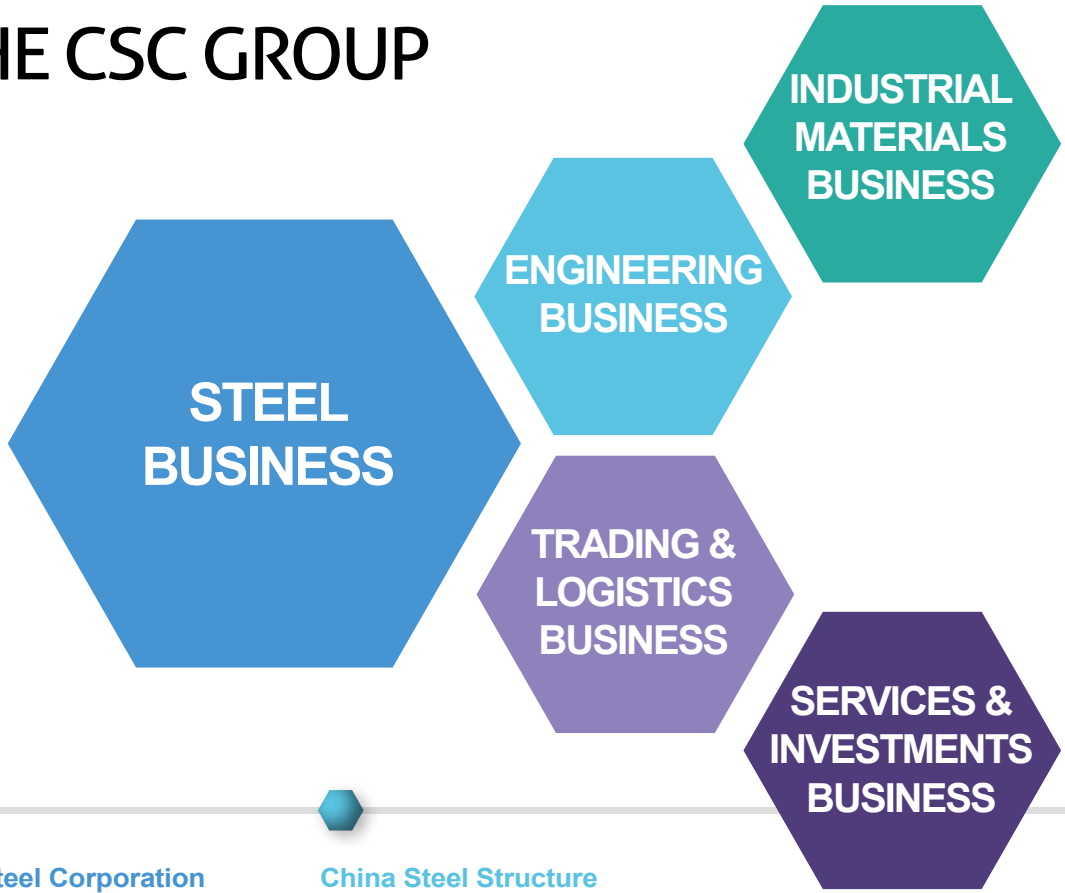 HE CSC GROUP
INDUSTRIAL
MATERIALS
BUSINESS
ENGINEERING
BUSINESS
STEEL
BUSINESS
TRADING &
LOGISTICS
BUSINESS
SERVICES &
INVESTMENTS
BUSINESS
teel Corporation
China Steel Structure